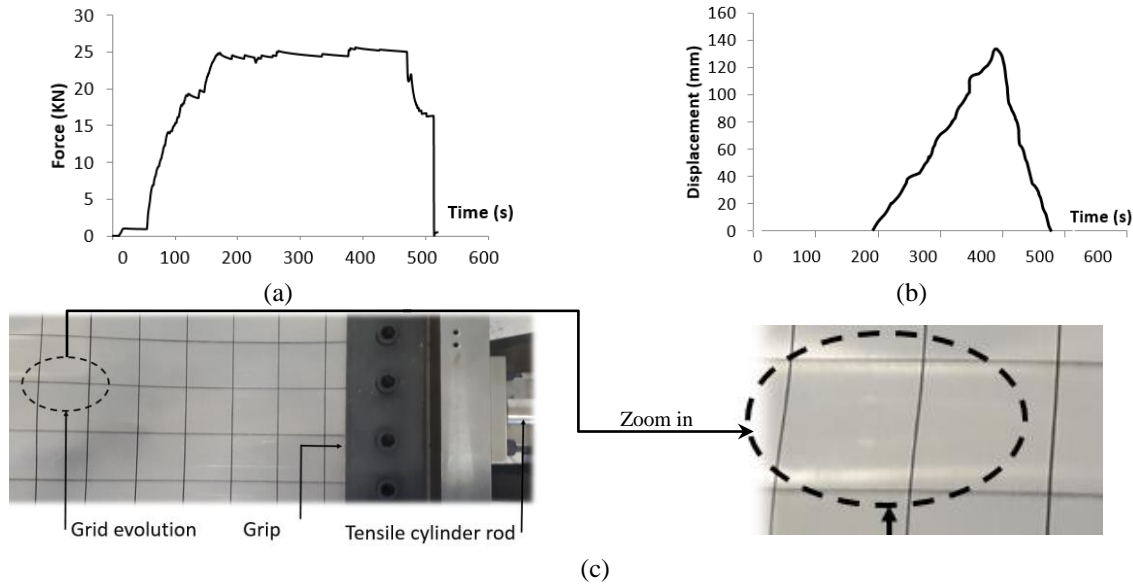 30
25
20
15
10
5
0
Force (KN)
Time (s)
0 100 200 300 400 500 600
(a)
160
140
120
100
80
60
40
20
0
Displacement (mm)
Time (s)
0 100 200 300 400 500 600
(b)
Zoom in
Grid evolution
Grip
Tensile cylinder rod
(c)